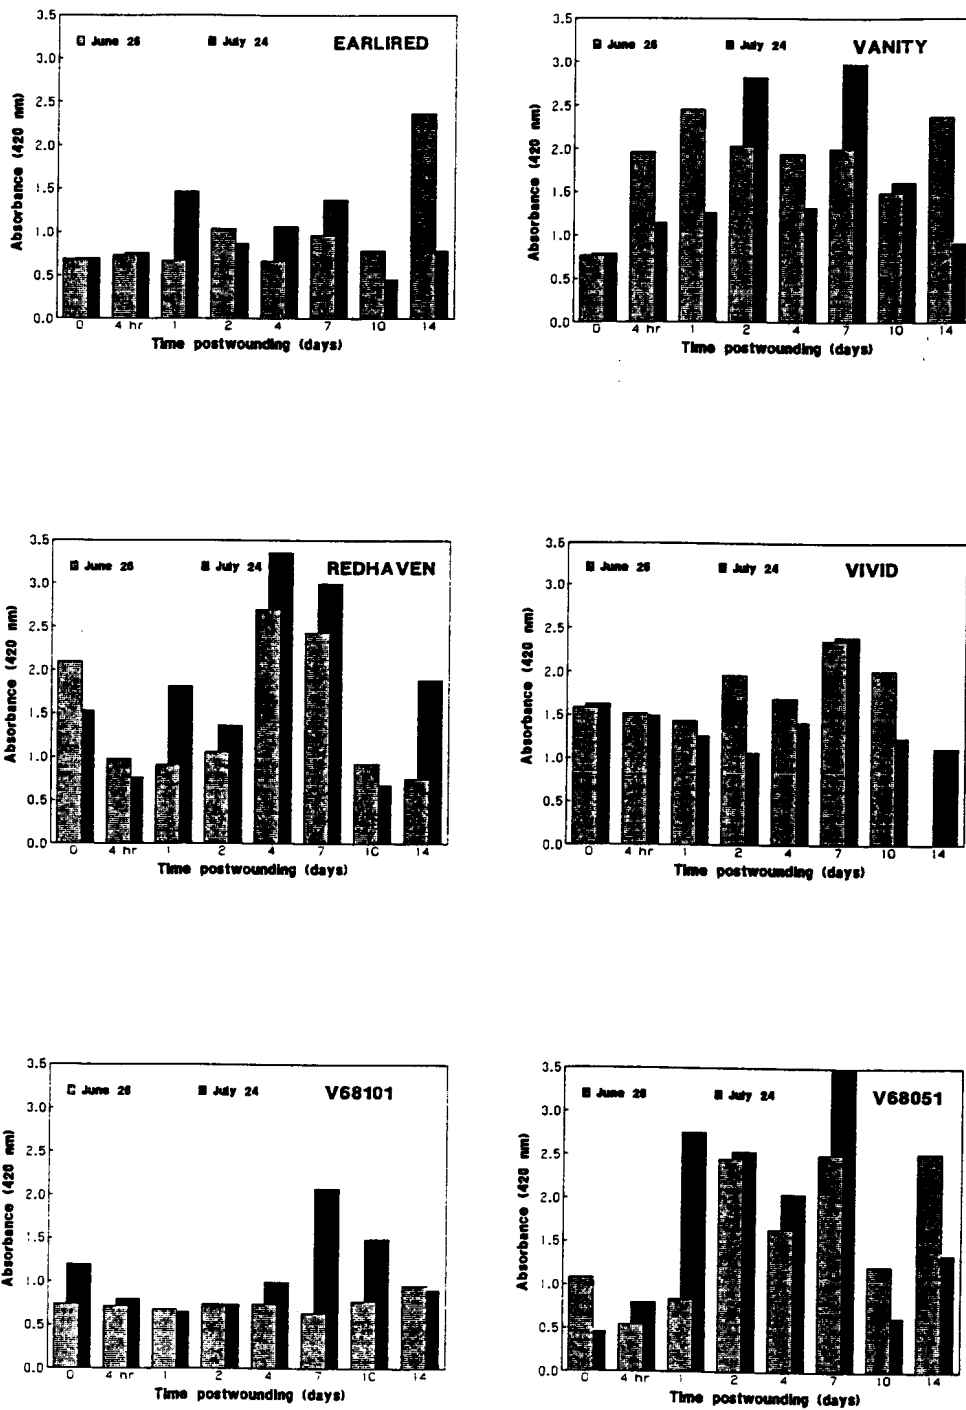 3.5
June 26 July 24 EARLIRED
3.0
2.5
2.0
1.5
1.0
0.5
0.0
Absorbance (420 nm)
0 4 hr 1 2 4 7 10 14
Time postwounding (days)
3.5
June 26 July 24 VANITY
3.0
2.5
2.0
1.5
1.0
0.5
0.0
Absorbance (420 nm)
0 4 hr 1 2 4 7 10 14
Time postwounding (days)
3.5
June 26 July 24 REDHAVEN
3.0
2.5
2.0
1.5
1.0
0.5
0.0
Absorbance (420 nm)
0 4 hr 1 2 4 7 10 14
Time postwounding (days)
3.5
June 26 July 24 VIVID
3.0
2.5
2.0
1.5
1.0
0.5
0.0
Absorbance (420 nm)
0 4 hr 1 2 4 7 10 14
Time postwounding (days)
3.5
June 26 July 24 V68101
3.0
2.5
2.0
1.5
1.0
0.5
0.0
Absorbance (420 nm)
0 4 hr 1 2 4 7 10 14
Time postwounding (days)
3.5
June 26 July 24 V68051
3.0
2.5
2.0
1.5
1.0
0.5
0.0
Absorbance (420 nm)
0 4 hr 1 2 4 7 10 14
Time postwounding (days)